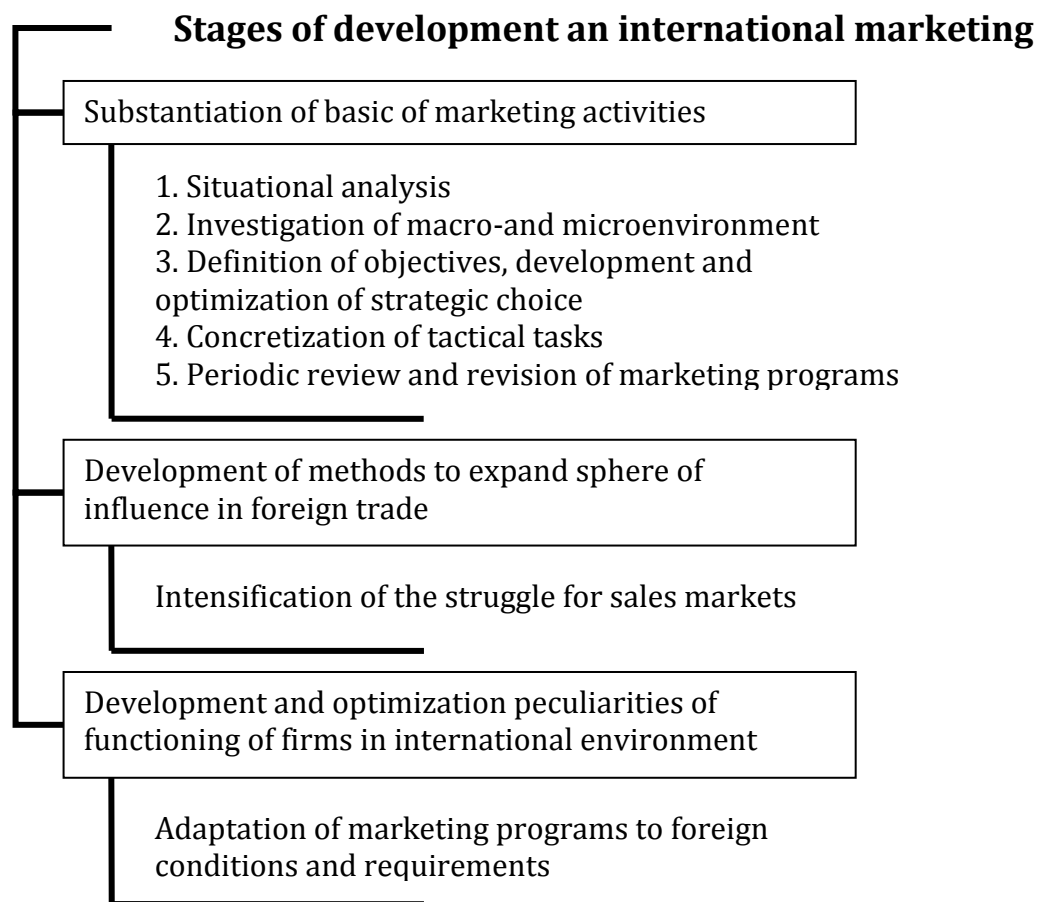 Stages of development an international marketing
Substantiation of basic of marketing activities
1. Situational analysis
2. Investigation of macro-and microenvironment
3. Definition of objectives, development and
optimization of strategic choice
4. Concretization of tactical tasks
5. Periodic review and revision of marketing programs
Development of methods to expand sphere of
influence in foreign trade
Intensification of the struggle for sales markets
Development and optimization peculiarities of
functioning of firms in international environment
Adaptation of marketing programs to foreign
conditions and requirements